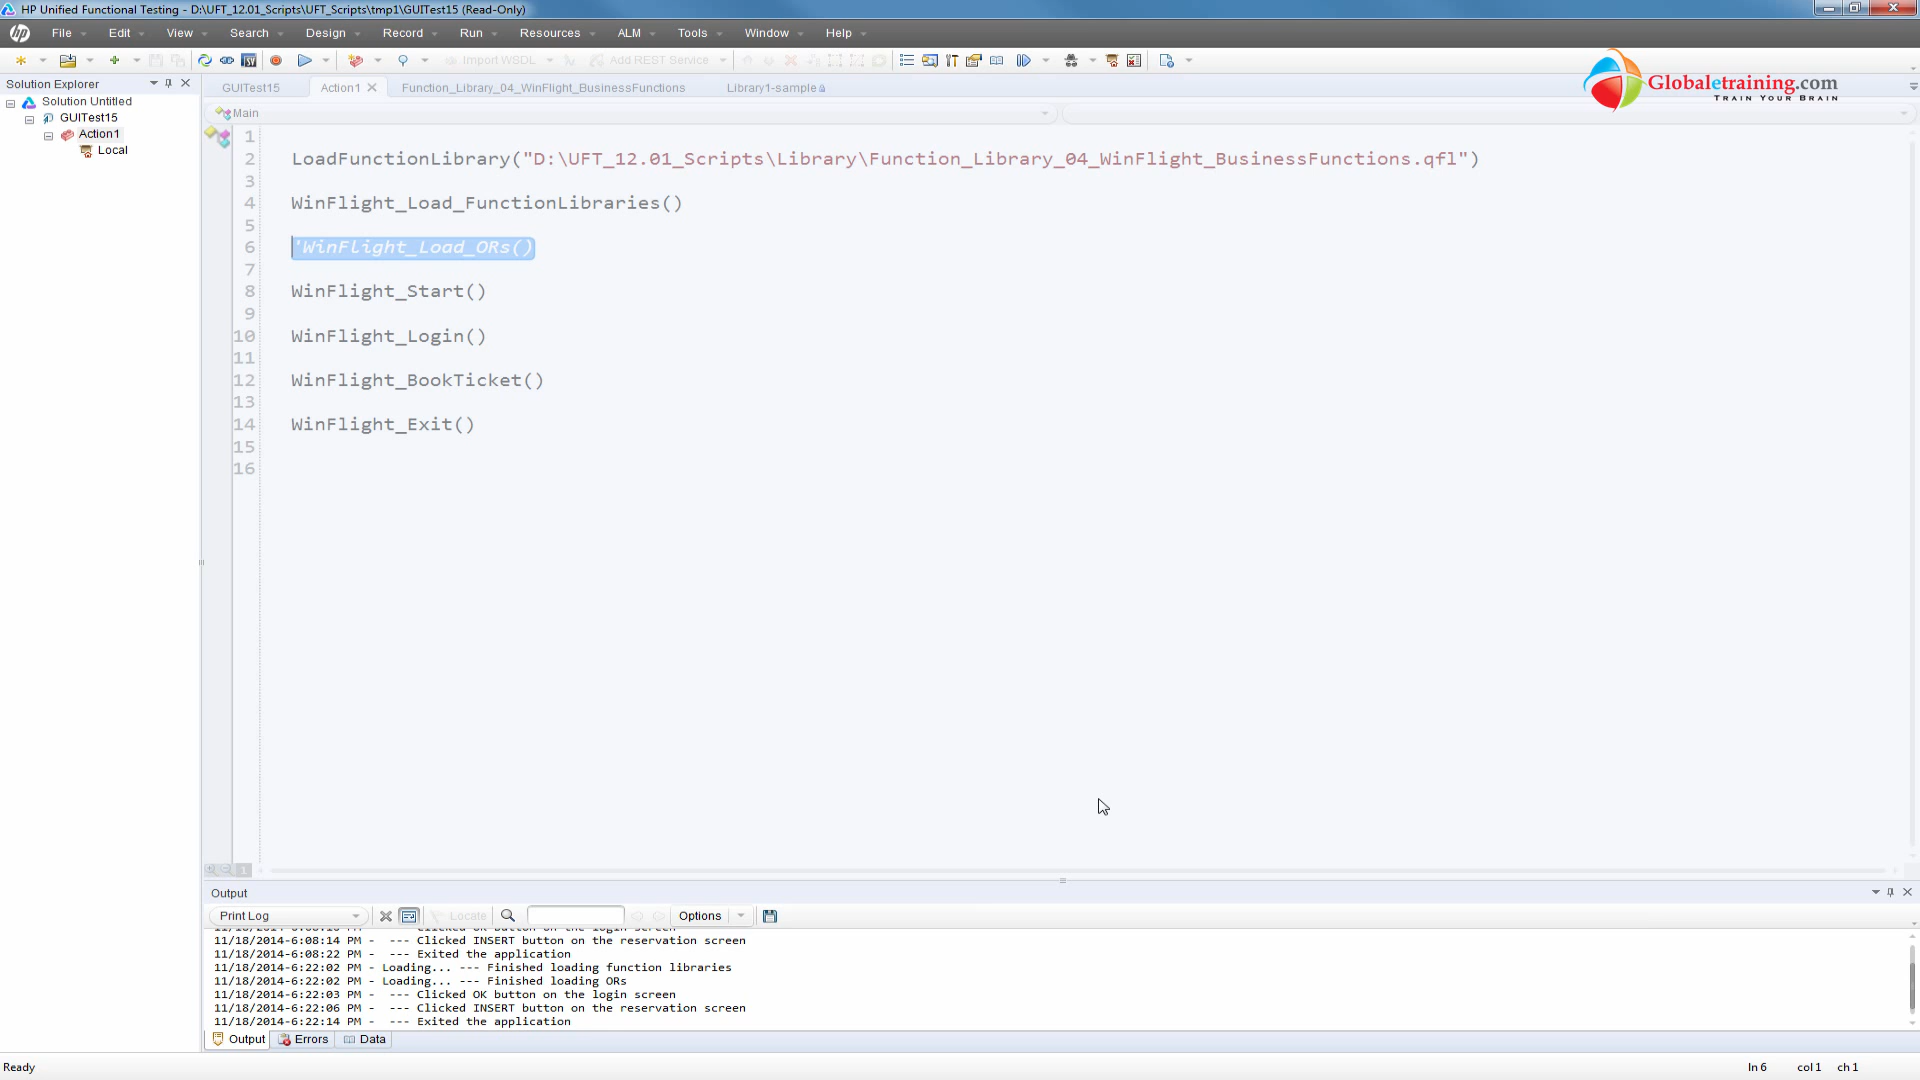 HP Unified Functional Testing - D:\UFT_12.01_Scripts\UFT_Scripts\tmp1\GUITest15 (Read-Only)
File Edit View Search Design Record Run Resources ALM Tools Window Help
Import WSDL Add REST Service
Globaletraining.com
TRAIN YOUR BRAIN
Solution Explorer
Solution Untitled
GUITest15
Action1
Local
GUITest15 Action1 Function_Library_04_WinFlight_BusinessFunctions Library1-sample
Main
1
2 LoadFunctionLibrary("D:\UFT_12.01_Scripts\Library\Function_Library_04_WinFlight_BusinessFunctions.qfl")
3
4 WinFlight_Load_FunctionLibraries()
5
6 'WinFlight_Load_ORs()
7
8 WinFlight_Start()
9
10 WinFlight_Login()
11
12 WinFlight_BookTicket()
13
14 WinFlight_Exit()
15
16
1
Output
Print Log Locate Options
11/18/2014-6:08:14 PM - --- Clicked INSERT button on the reservation screen
11/18/2014-6:08:22 PM - --- Exited the application
11/18/2014-6:22:02 PM - Loading... --- Finished loading function libraries
11/18/2014-6:22:02 PM - Loading... --- Finished loading ORs
11/18/2014-6:22:03 PM - --- Clicked OK button on the login screen
11/18/2014-6:22:06 PM - --- Clicked INSERT button on the reservation screen
11/18/2014-6:22:14 PM - --- Exited the application
Output Errors Data
Ready ln 6 col 1 ch 1